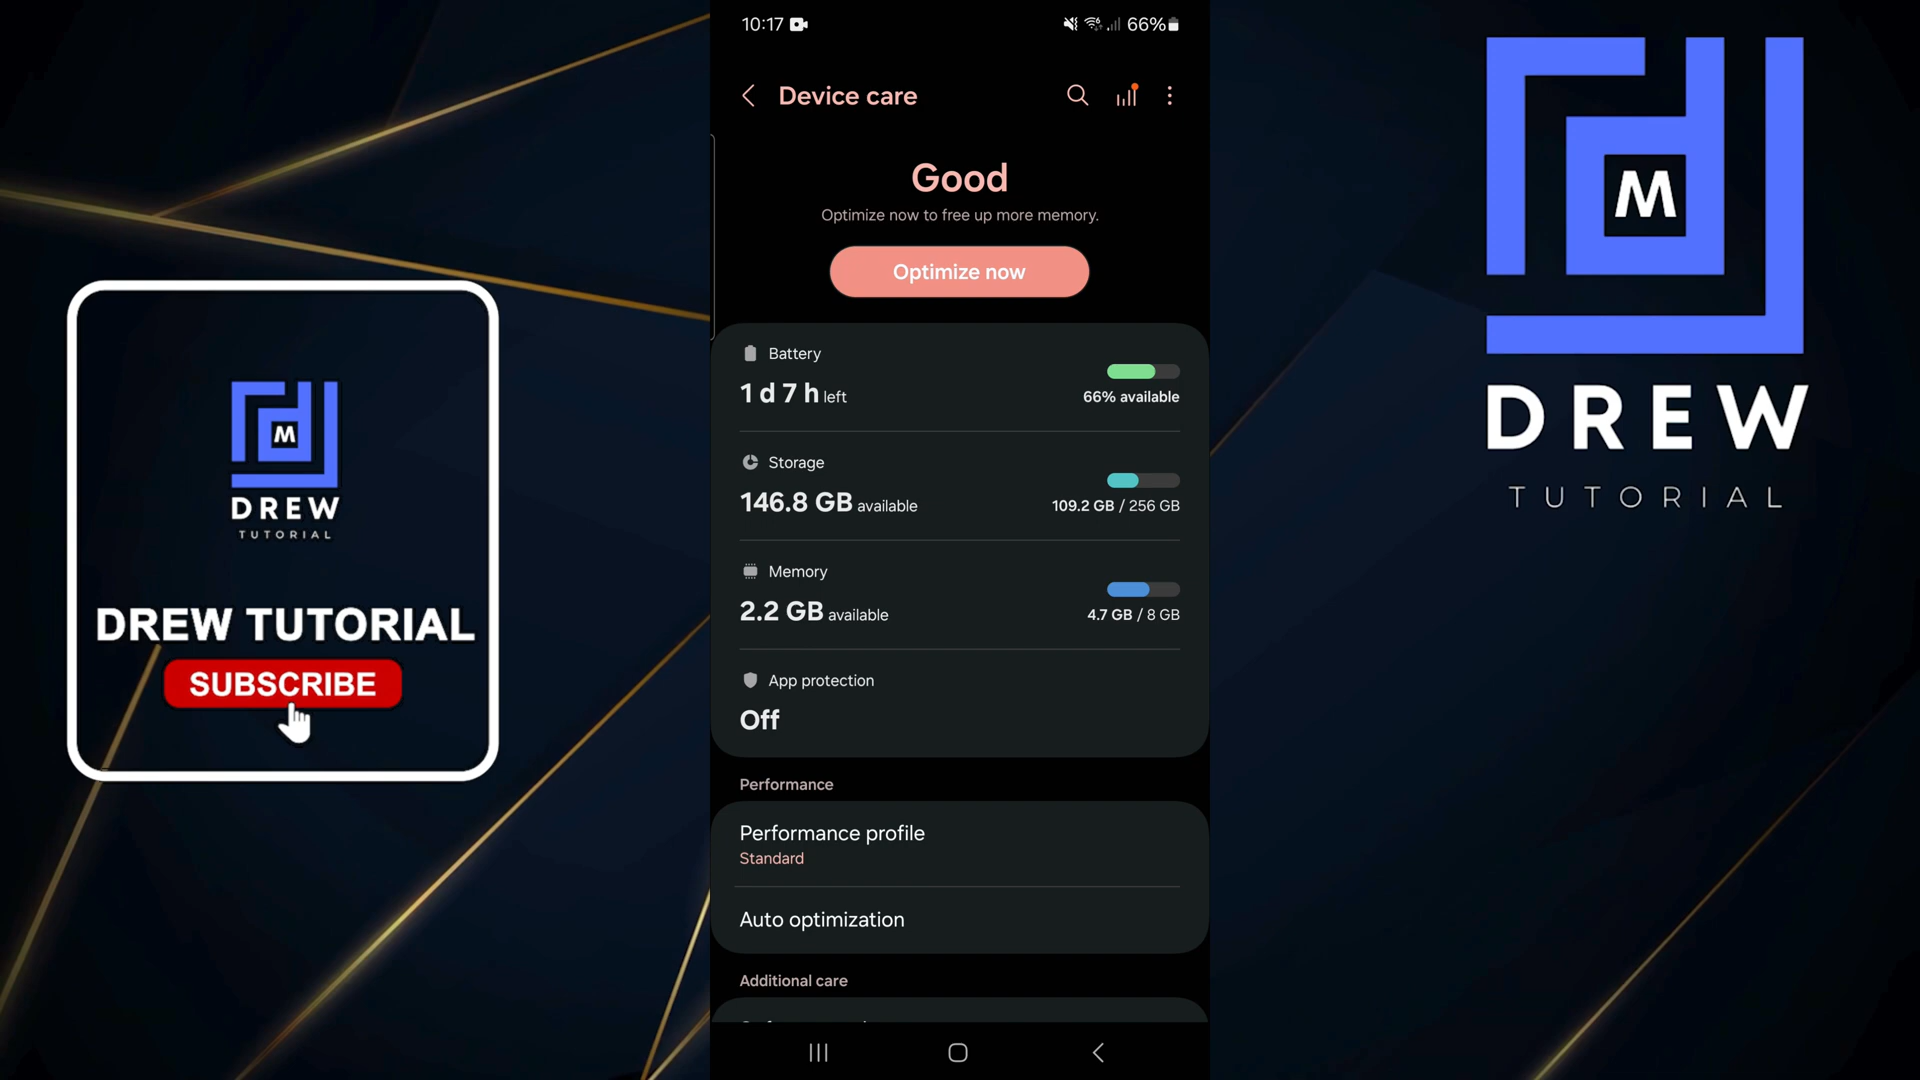 M
DREW
TUTORIAL
DREW TUTORIAL
SUBSCRIBE
10:17
66%
Device care
Good
Optimize now to free up more memory.
Optimize now
Battery
1 d 7 h left
66% available
Storage
146.8 GB available
109.2 GB / 256 GB
Memory
2.2 GB available
4.7 GB / 8 GB
App protection
Off
Performance
Performance profile
Standard
Auto optimization
Additional care
M
DREW
TUTORIAL